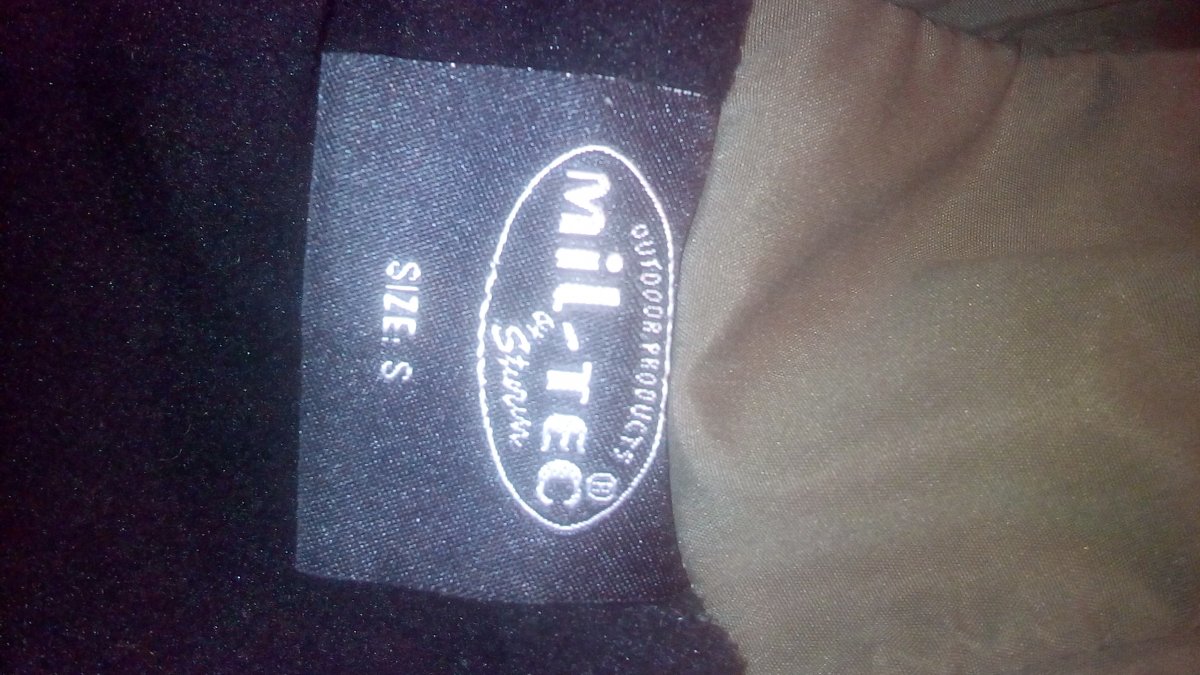 OUTDOOR PRODUCTS
MiL-TEC ®
by Sturm
SIZE: S